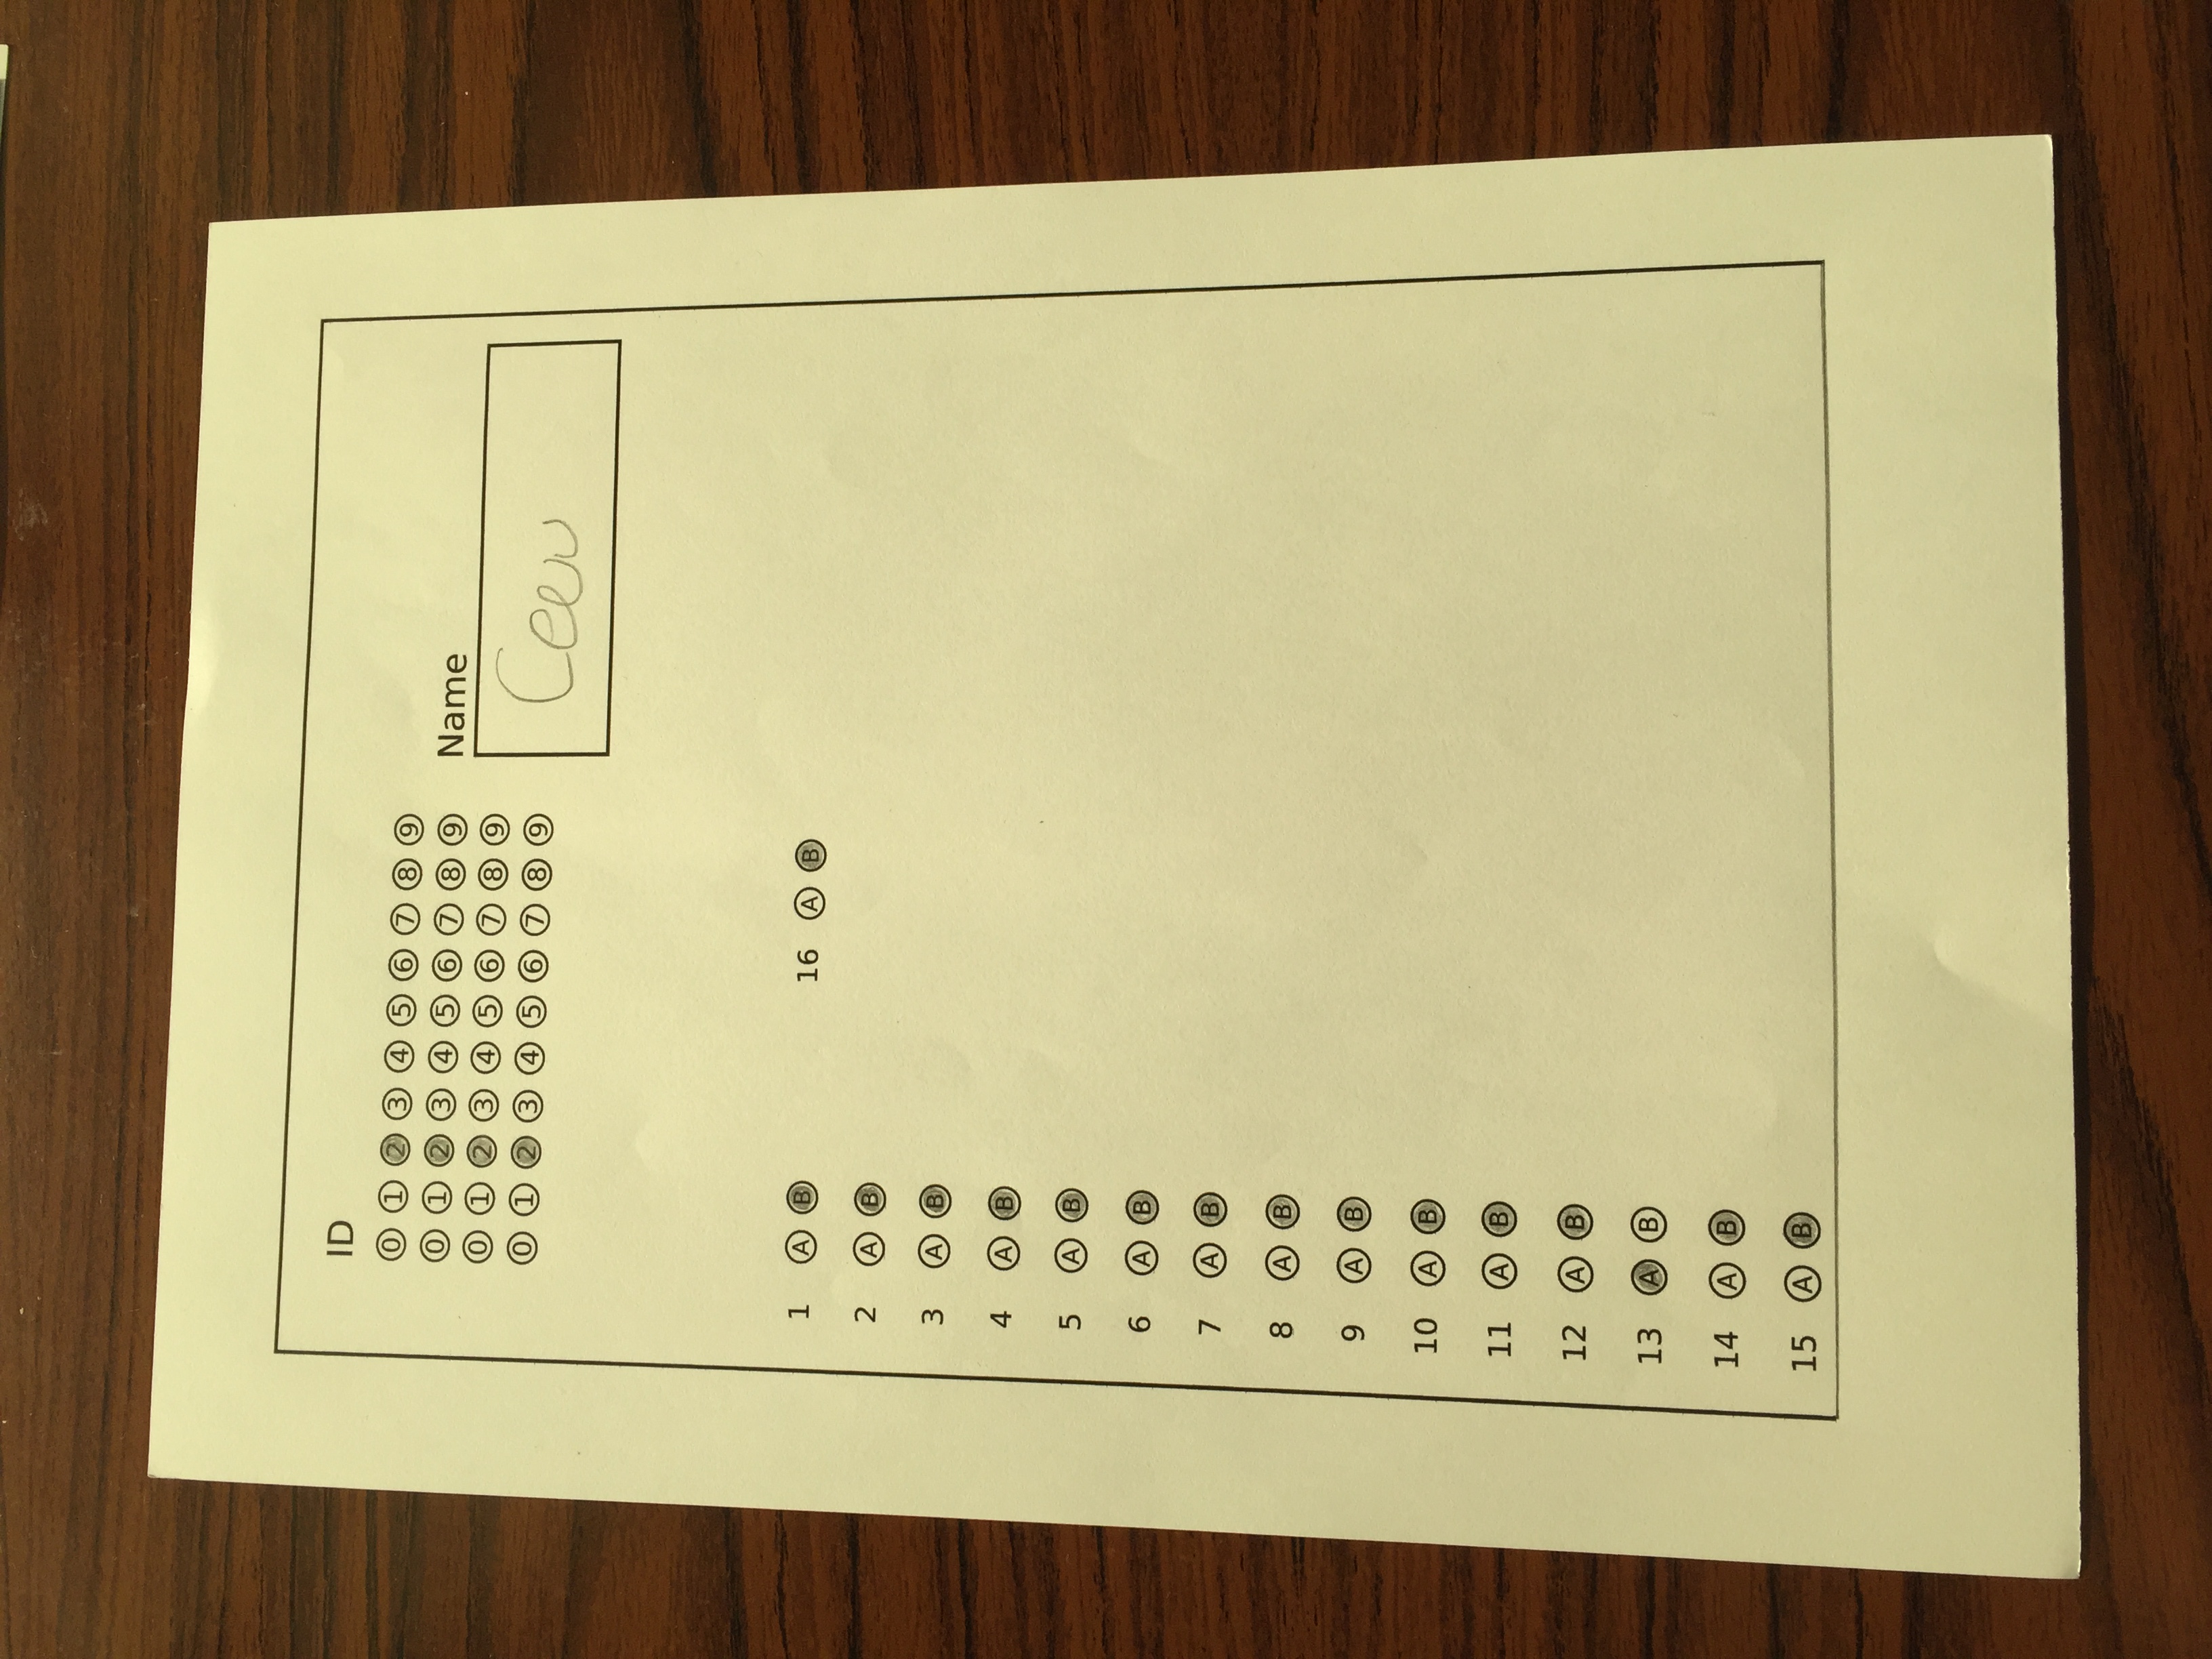 ID
0 1 2 3 4 5 6 7 8 9
0 1 2 3 4 5 6 7 8 9
0 1 2 3 4 5 6 7 8 9
0 1 2 3 4 5 6 7 8 9
Name
1 A B
2 A B
3 A B
4 A B
5 A B
6 A B
7 A B
8 A B
9 A B
10 A B
11 A B
12 A B
13 A B
14 A B
15 A B
16 A B